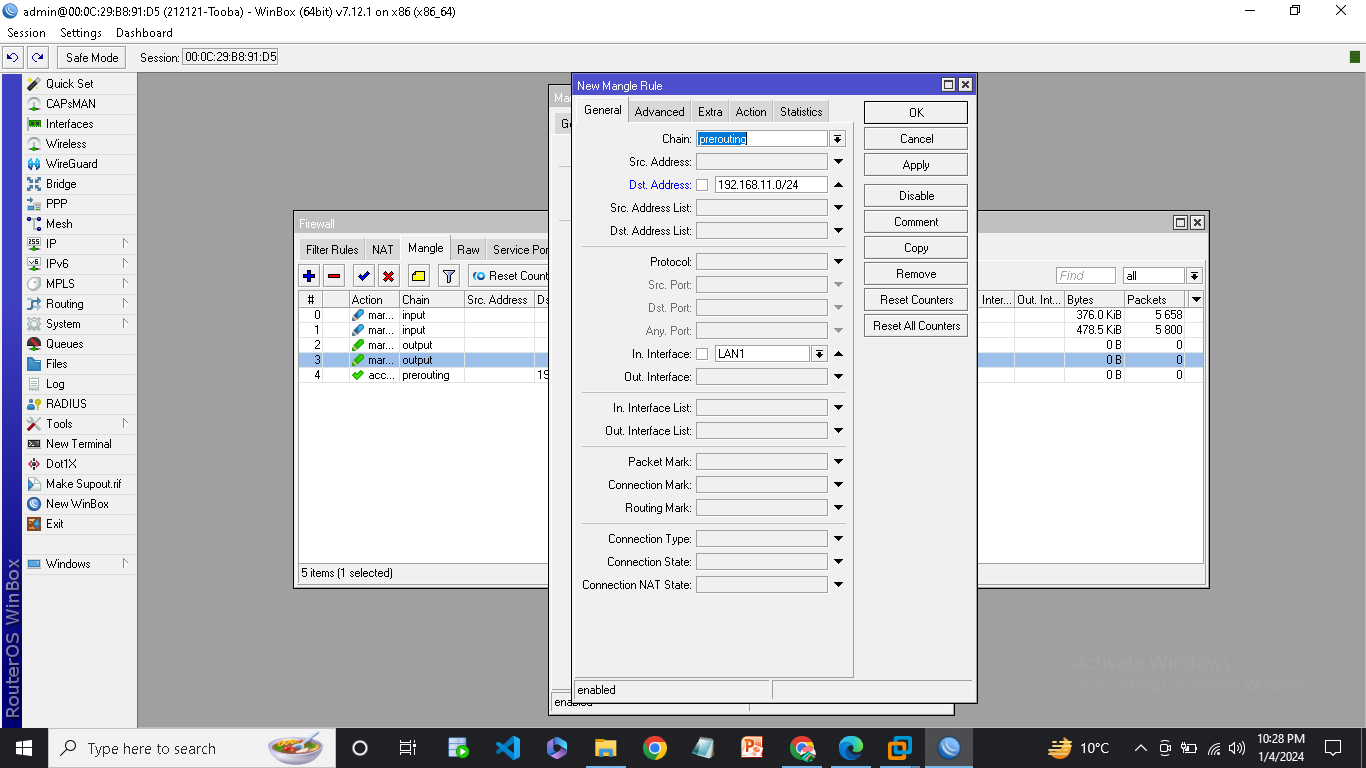 admin@00:0C:29:B8:91:D5 (212121-Tooba) - WinBox (64bit) v7.12.1 on x86 (x86_64)
Session Settings Dashboard
Safe Mode Session: 00:0C:29:B8:91:D5
RouterOS WinBox
Quick Set
CAPsMAN
Interfaces
Wireless
WireGuard
Bridge
PPP
Mesh
IP
IPv6
MPLS
Routing
System
Queues
Files
Log
RADIUS
Tools
New Terminal
Dot1X
Make Supout.rif
New WinBox
Exit
Windows
Firewall
Filter Rules NAT Mangle Raw Service Por
Reset Count
Find all
# Action Chain Src. Address Ds Inter... Out. Int... Bytes Packets
0 mar... input 376.0 KiB 5 658
1 mar... input 478.5 KiB 5 800
2 mar... output 0 B 0
3 mar... output 0 B 0
4 acc... prerouting 19 0 B 0
5 items (1 selected)
Ma
Ge
New Mangle Rule
General Advanced Extra Action Statistics
Chain: prerouting
Src. Address:
Dst. Address: 192.168.11.0/24
Src. Address List:
Dst. Address List:
Protocol:
Src. Port:
Dst. Port:
Any. Port:
In. Interface: LAN1
Out. Interface:
In. Interface List:
Out. Interface List:
Packet Mark:
Connection Mark:
Routing Mark:
Connection Type:
Connection State:
Connection NAT State:
OK
Cancel
Apply
Disable
Comment
Copy
Remove
Reset Counters
Reset All Counters
enabled
enabled
Activate Windows
Go to Settings to activate Windows.
Type here to search
10°C
10:28 PM
1/4/2024